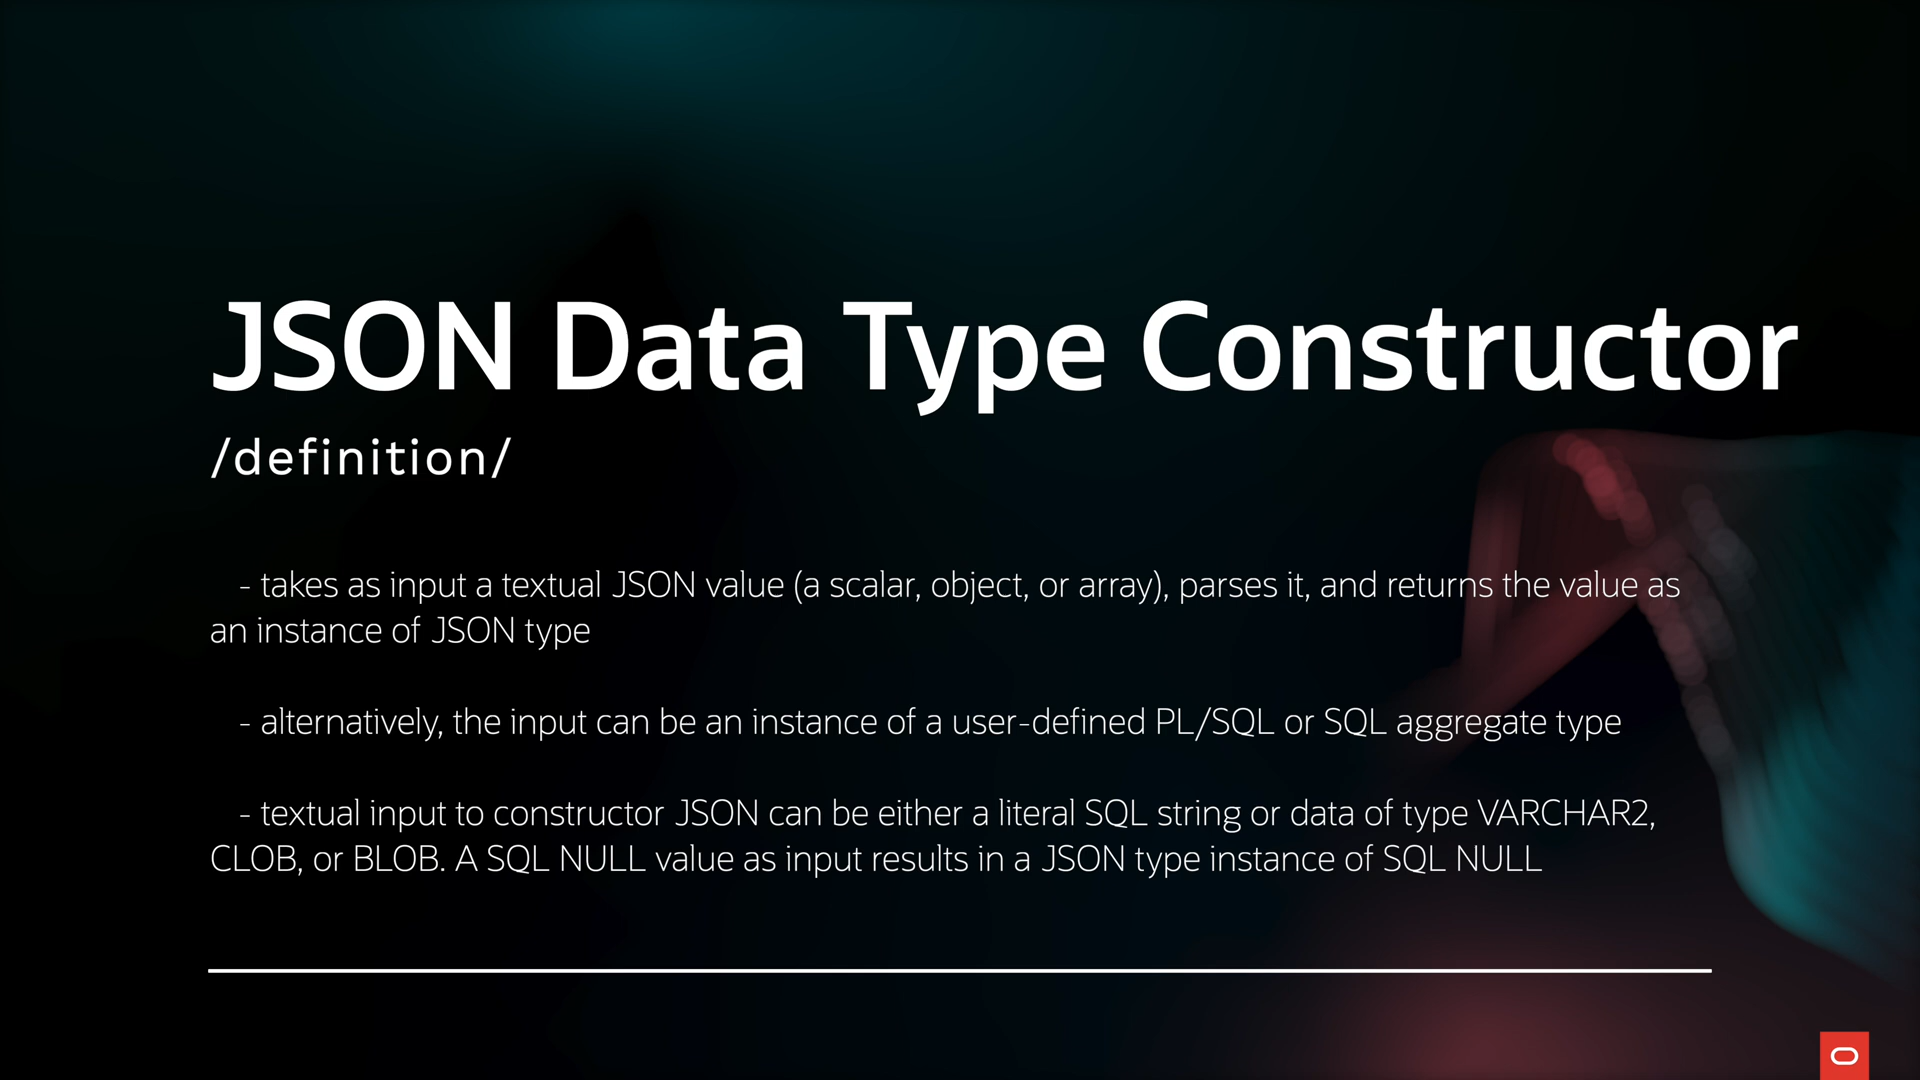 JSON Data Type Constructor
/definition/
- takes as input a textual JSON value (a scalar, object, or array), parses it, and returns the value as
an instance of JSON type
- alternatively, the input can be an instance of a user-defined PL/SQL or SQL aggregate type
- textual input to constructor JSON can be either a literal SQL string or data of type VARCHAR2,
CLOB, or BLOB. A SQL NULL value as input results in a JSON type instance of SQL NULL